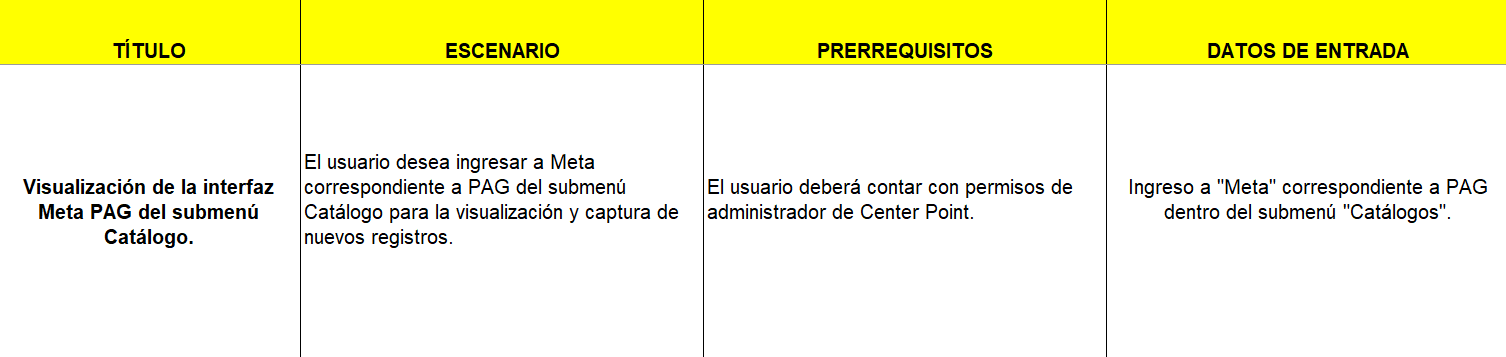 TÍTULO
ESCENARIO
PRERREQUISITOS
DATOS DE ENTRADA
Visualización de la interfaz
Meta PAG del submenú
Catálogo.
El usuario desea ingresar a Meta
correspondiente a PAG del submenú
Catálogo para la visualización y captura de
nuevos registros.
El usuario deberá contar con permisos de
administrador de Center Point.
Ingreso a "Meta" correspondiente a PAG
dentro del submenú "Catálogos".